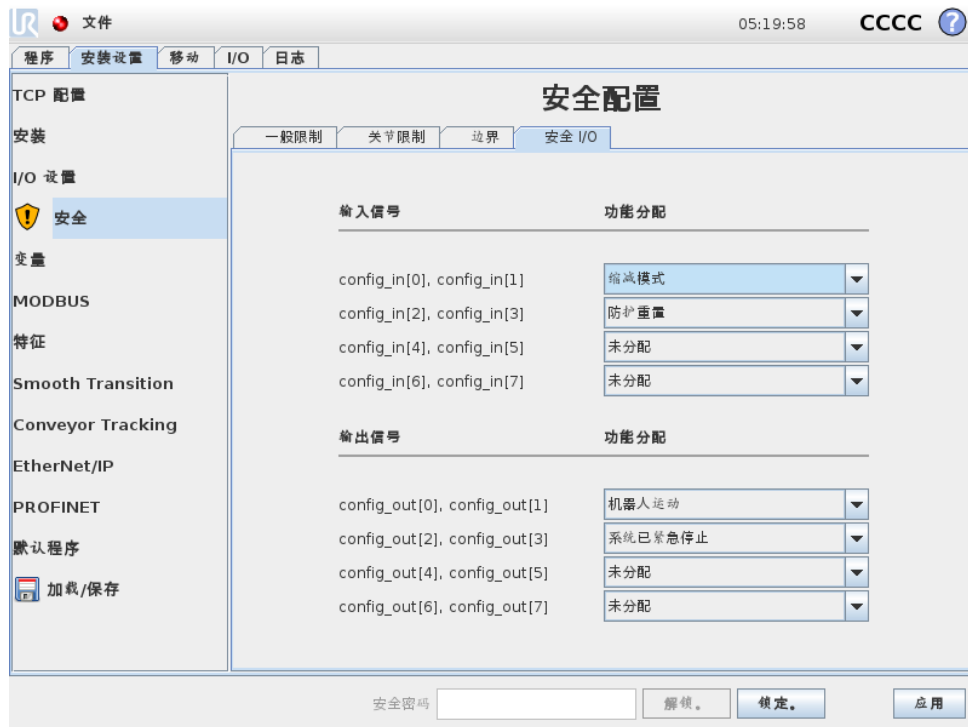 UR 文件 05:19:58 CCCC ?
程序 安装设置 移动 I/O 日志
TCP 配置
安装
I/O 设置
安全
变量
MODBUS
特征
Smooth Transition
Conveyor Tracking
EtherNet/IP
PROFINET
默认程序
加载/保存
安全配置
一般限制 关节限制 边界 安全 I/O
输入信号 功能分配
config_in[0], config_in[1] 缩减模式
config_in[2], config_in[3] 防护重置
config_in[4], config_in[5] 未分配
config_in[6], config_in[7] 未分配
输出信号 功能分配
config_out[0], config_out[1] 机器人运动
config_out[2], config_out[3] 系统已紧急停止
config_out[4], config_out[5] 未分配
config_out[6], config_out[7] 未分配
安全密码 解锁。 锁定。 应用